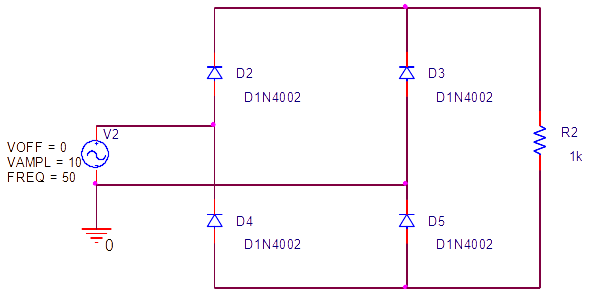 D2
D1N4002
D3
D1N4002
V2
VOFF = 0
VAMPL = 10
FREQ = 50
R2
1k
D4
D1N4002
D5
D1N4002
0